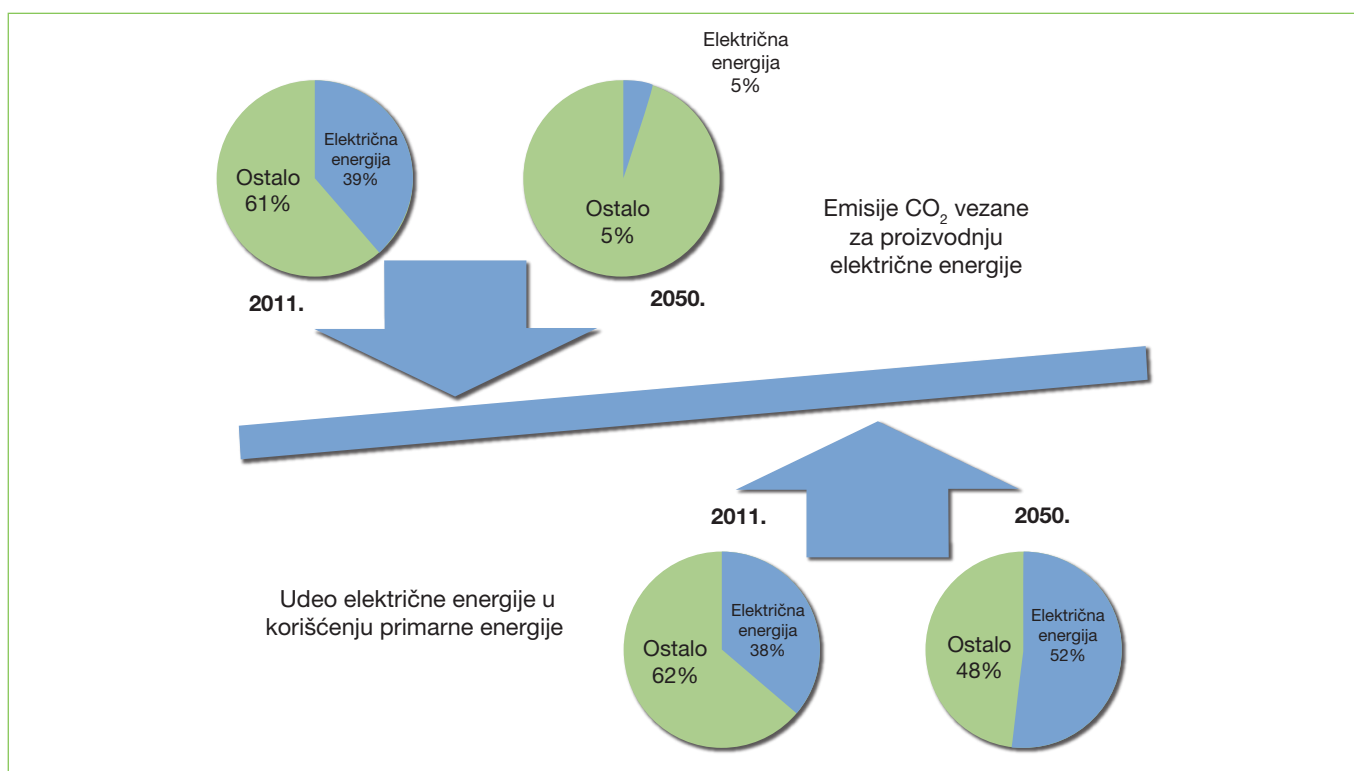 Električna
energija
5%
Električna
energija
39%
Ostalo
61%
Ostalo
5%
Emisije CO₂ vezane
za proizvodnju
električne energije
2011.
2050.
2011.
2050.
Udeo električne energije u
korišćenju primarne energije
Ostalo
62%
Električna
energija
38%
Ostalo
48%
Električna
energija
52%